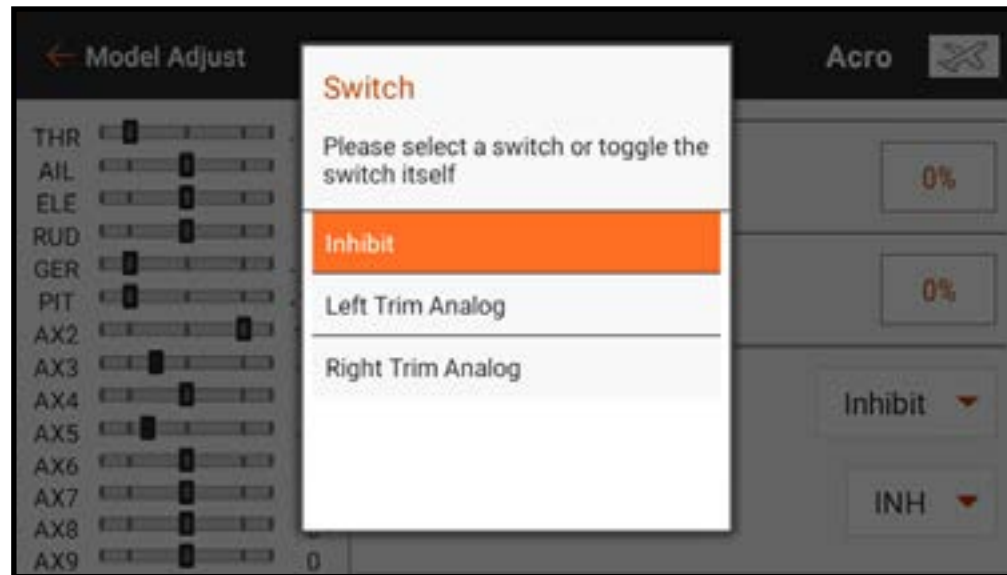 Model Adjust
Acro
Switch
Please select a switch or toggle the
switch itself
Inhibit
Left Trim Analog
Right Trim Analog
THR
AIL
ELE
RUD
GER
PIT
AX2
AX3
AX4
AX5
AX6
AX7
AX8
AX9
0
0%
0%
Inhibit
INH